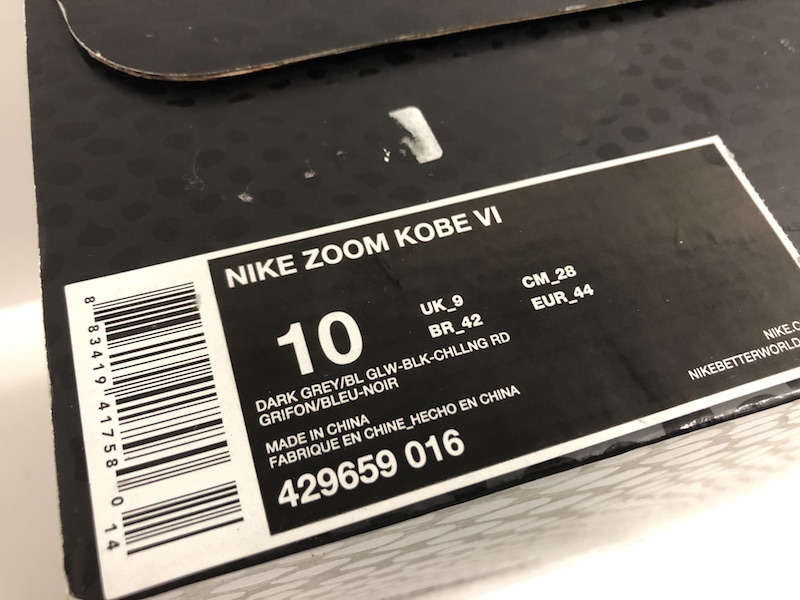 NIKE ZOOM KOBE VI
10
UK_9 CM_28
BR_42 EUR_44
DARK GREY/BL GLW-BLK-CHLLNG RD
GRIFON/BLEU-NOIR
MADE IN CHINA
FABRIQUE EN CHINE_HECHO EN CHINA
429659 016
NIKE.C
NIKEBETTERWORLD.
8 83419 41758 0 14